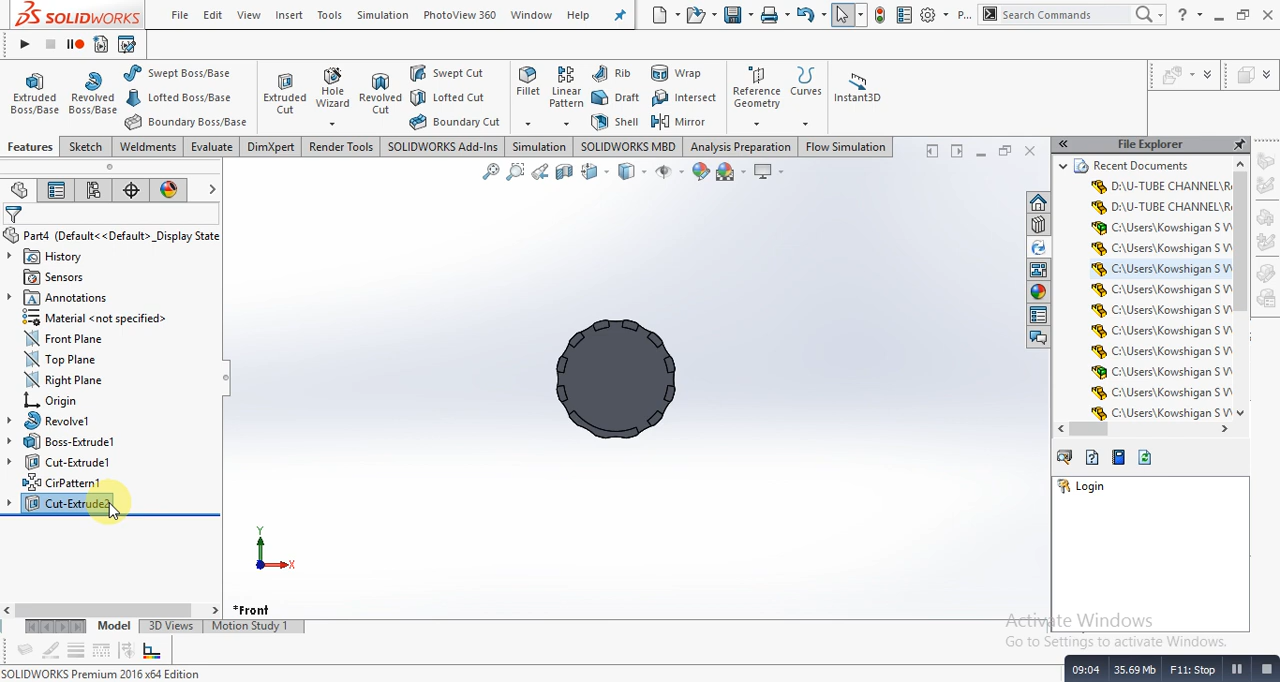 SOLIDWORKS File Edit View Insert Tools Simulation PhotoView 360 Window Help P... Search Commands ?
Extruded Boss/Base
Revolved Boss/Base
Swept Boss/Base
Lofted Boss/Base
Boundary Boss/Base
Extruded Cut
Hole Wizard
Revolved Cut
Swept Cut
Lofted Cut
Boundary Cut
Fillet
Linear Pattern
Rib
Draft
Shell
Wrap
Intersect
Mirror
Reference Geometry
Curves
Instant3D
Features Sketch Weldments Evaluate DimXpert Render Tools SOLIDWORKS Add-Ins Simulation SOLIDWORKS MBD Analysis Preparation Flow Simulation
Part4 (Default<<Default>_Display State
History
Sensors
Annotations
Material <not specified>
Front Plane
Top Plane
Right Plane
Origin
Revolve1
Boss-Extrude1
Cut-Extrude1
CirPattern1
Cut-Extrude2
Y
X
*Front
File Explorer
Recent Documents
D:\U-TUBE CHANNEL\R
D:\U-TUBE CHANNEL\R
C:\Users\Kowshigan S V
C:\Users\Kowshigan S V
C:\Users\Kowshigan S V
C:\Users\Kowshigan S V
C:\Users\Kowshigan S V
C:\Users\Kowshigan S V
C:\Users\Kowshigan S V
C:\Users\Kowshigan S V
C:\Users\Kowshigan S V
C:\Users\Kowshigan S V
Login
Activate Windows
Go to Settings to activate Windows.
Model 3D Views Motion Study 1
SOLIDWORKS Premium 2016 x64 Edition
09:04 35.69 Mb F11: Stop